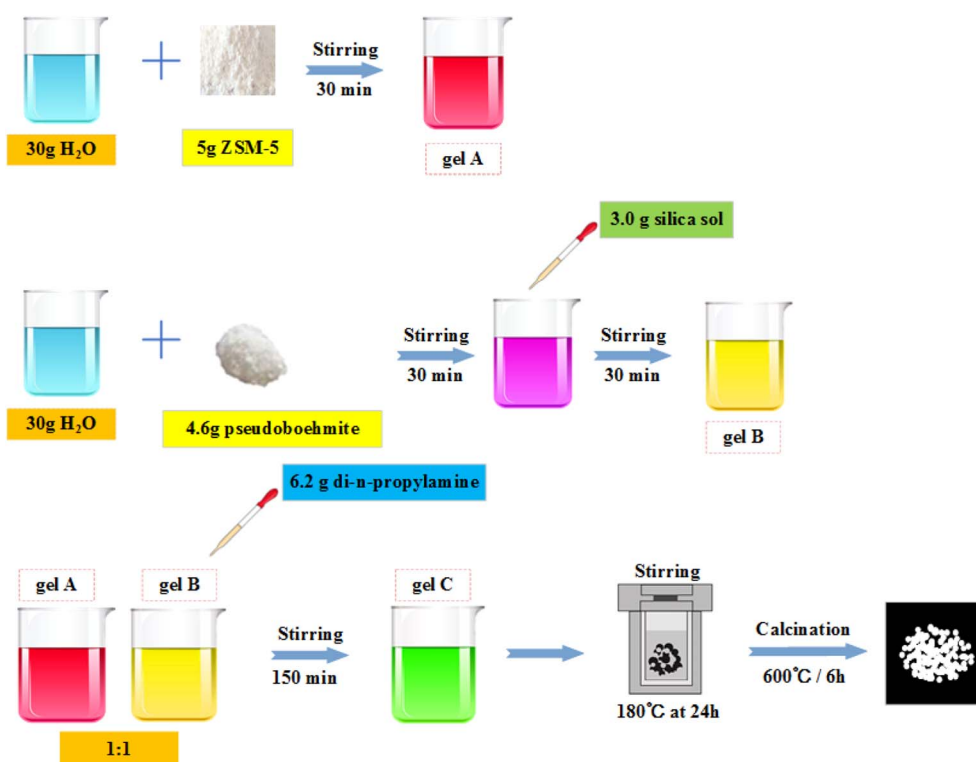 Stirring
30 min
30g H₂O
5g ZSM-5
gel A
3.0 g silica sol
Stirring
30 min
Stirring
30 min
30g H₂O
4.6g pseudoboehmite
gel B
6.2 g di-n-propylamine
gel A
gel B
gel C
Stirring
Stirring
150 min
Calcination
600℃ / 6h
180℃ at 24h
1:1